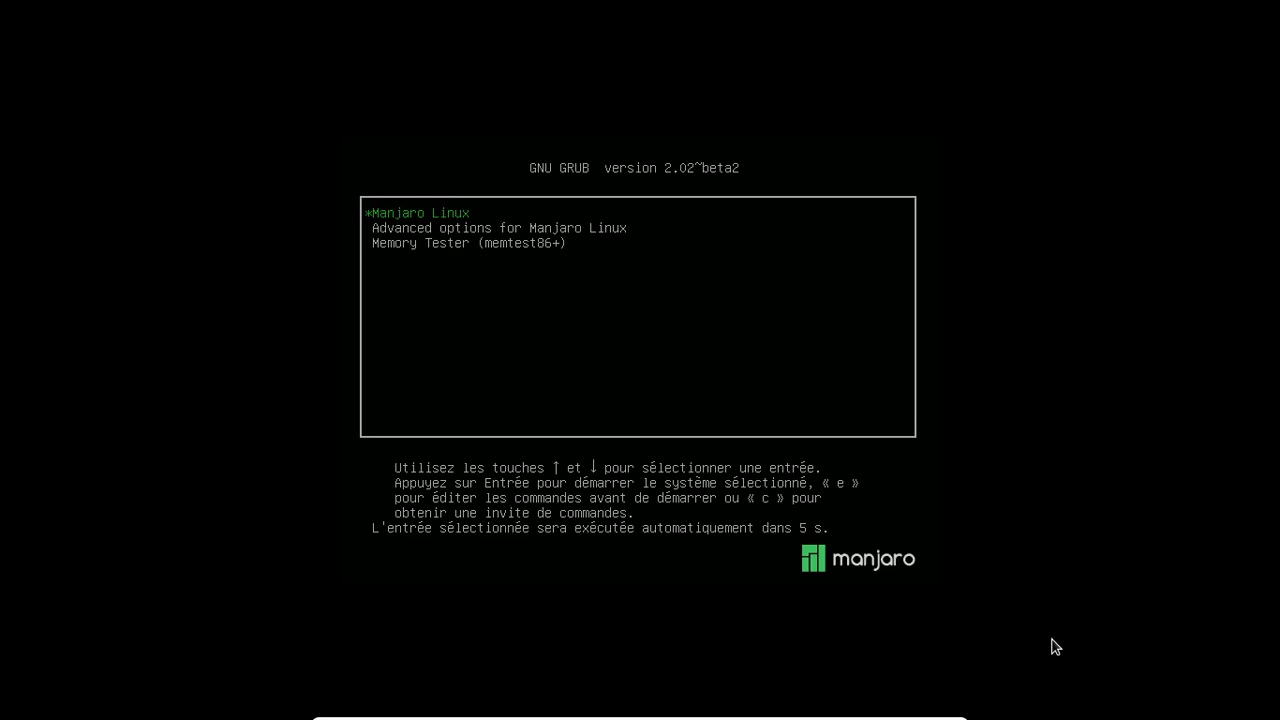 GNU GRUB  version 2.02~beta2
*Manjaro Linux
Advanced options for Manjaro Linux
Memory Tester (memtest86+)
Utilisez les touches ↑ et ↓ pour sélectionner une entrée.
Appuyez sur Entrée pour démarrer le système sélectionné, « e »
pour éditer les commandes avant de démarrer ou « c » pour
obtenir une invite de commandes.
L'entrée sélectionnée sera exécutée automatiquement dans 5 s.
manjaro